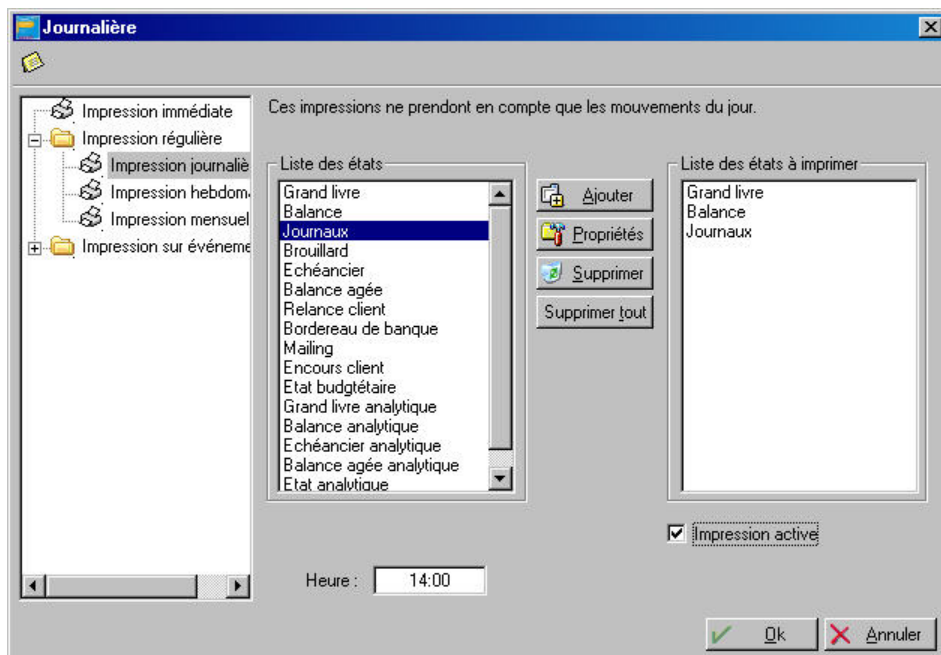 Journalière
Impression immédiate
Impression régulière
Impression journaliè
Impression hebdom
Impression mensuel
Impression sur événeme
Ces impressions ne prendont en compte que les mouvements du jour.
Liste des états
Grand livre
Balance
Journaux
Brouillard
Echéancier
Balance agée
Relance client
Bordereau de banque
Mailing
Encours client
Etat budgtétaire
Grand livre analytique
Balance analytique
Echéancier analytique
Balance agée analytique
Etat analytique
Ajouter
Propriétés
Supprimer
Supprimer tout
Liste des états à imprimer
Grand livre
Balance
Journaux
Impression active
Heure : 14:00
Ok
Annuler